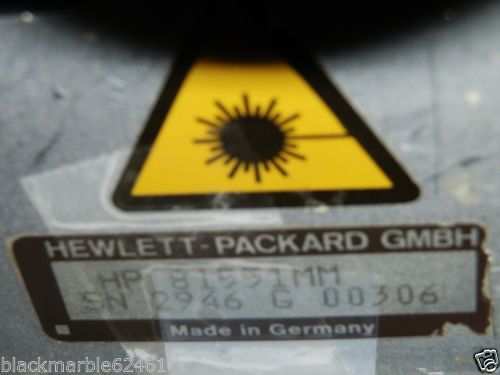 HEWLETT-PACKARD GMBH
HP 81551MM
SN 2946 G 00306
Made in Germany
blackmarble62461